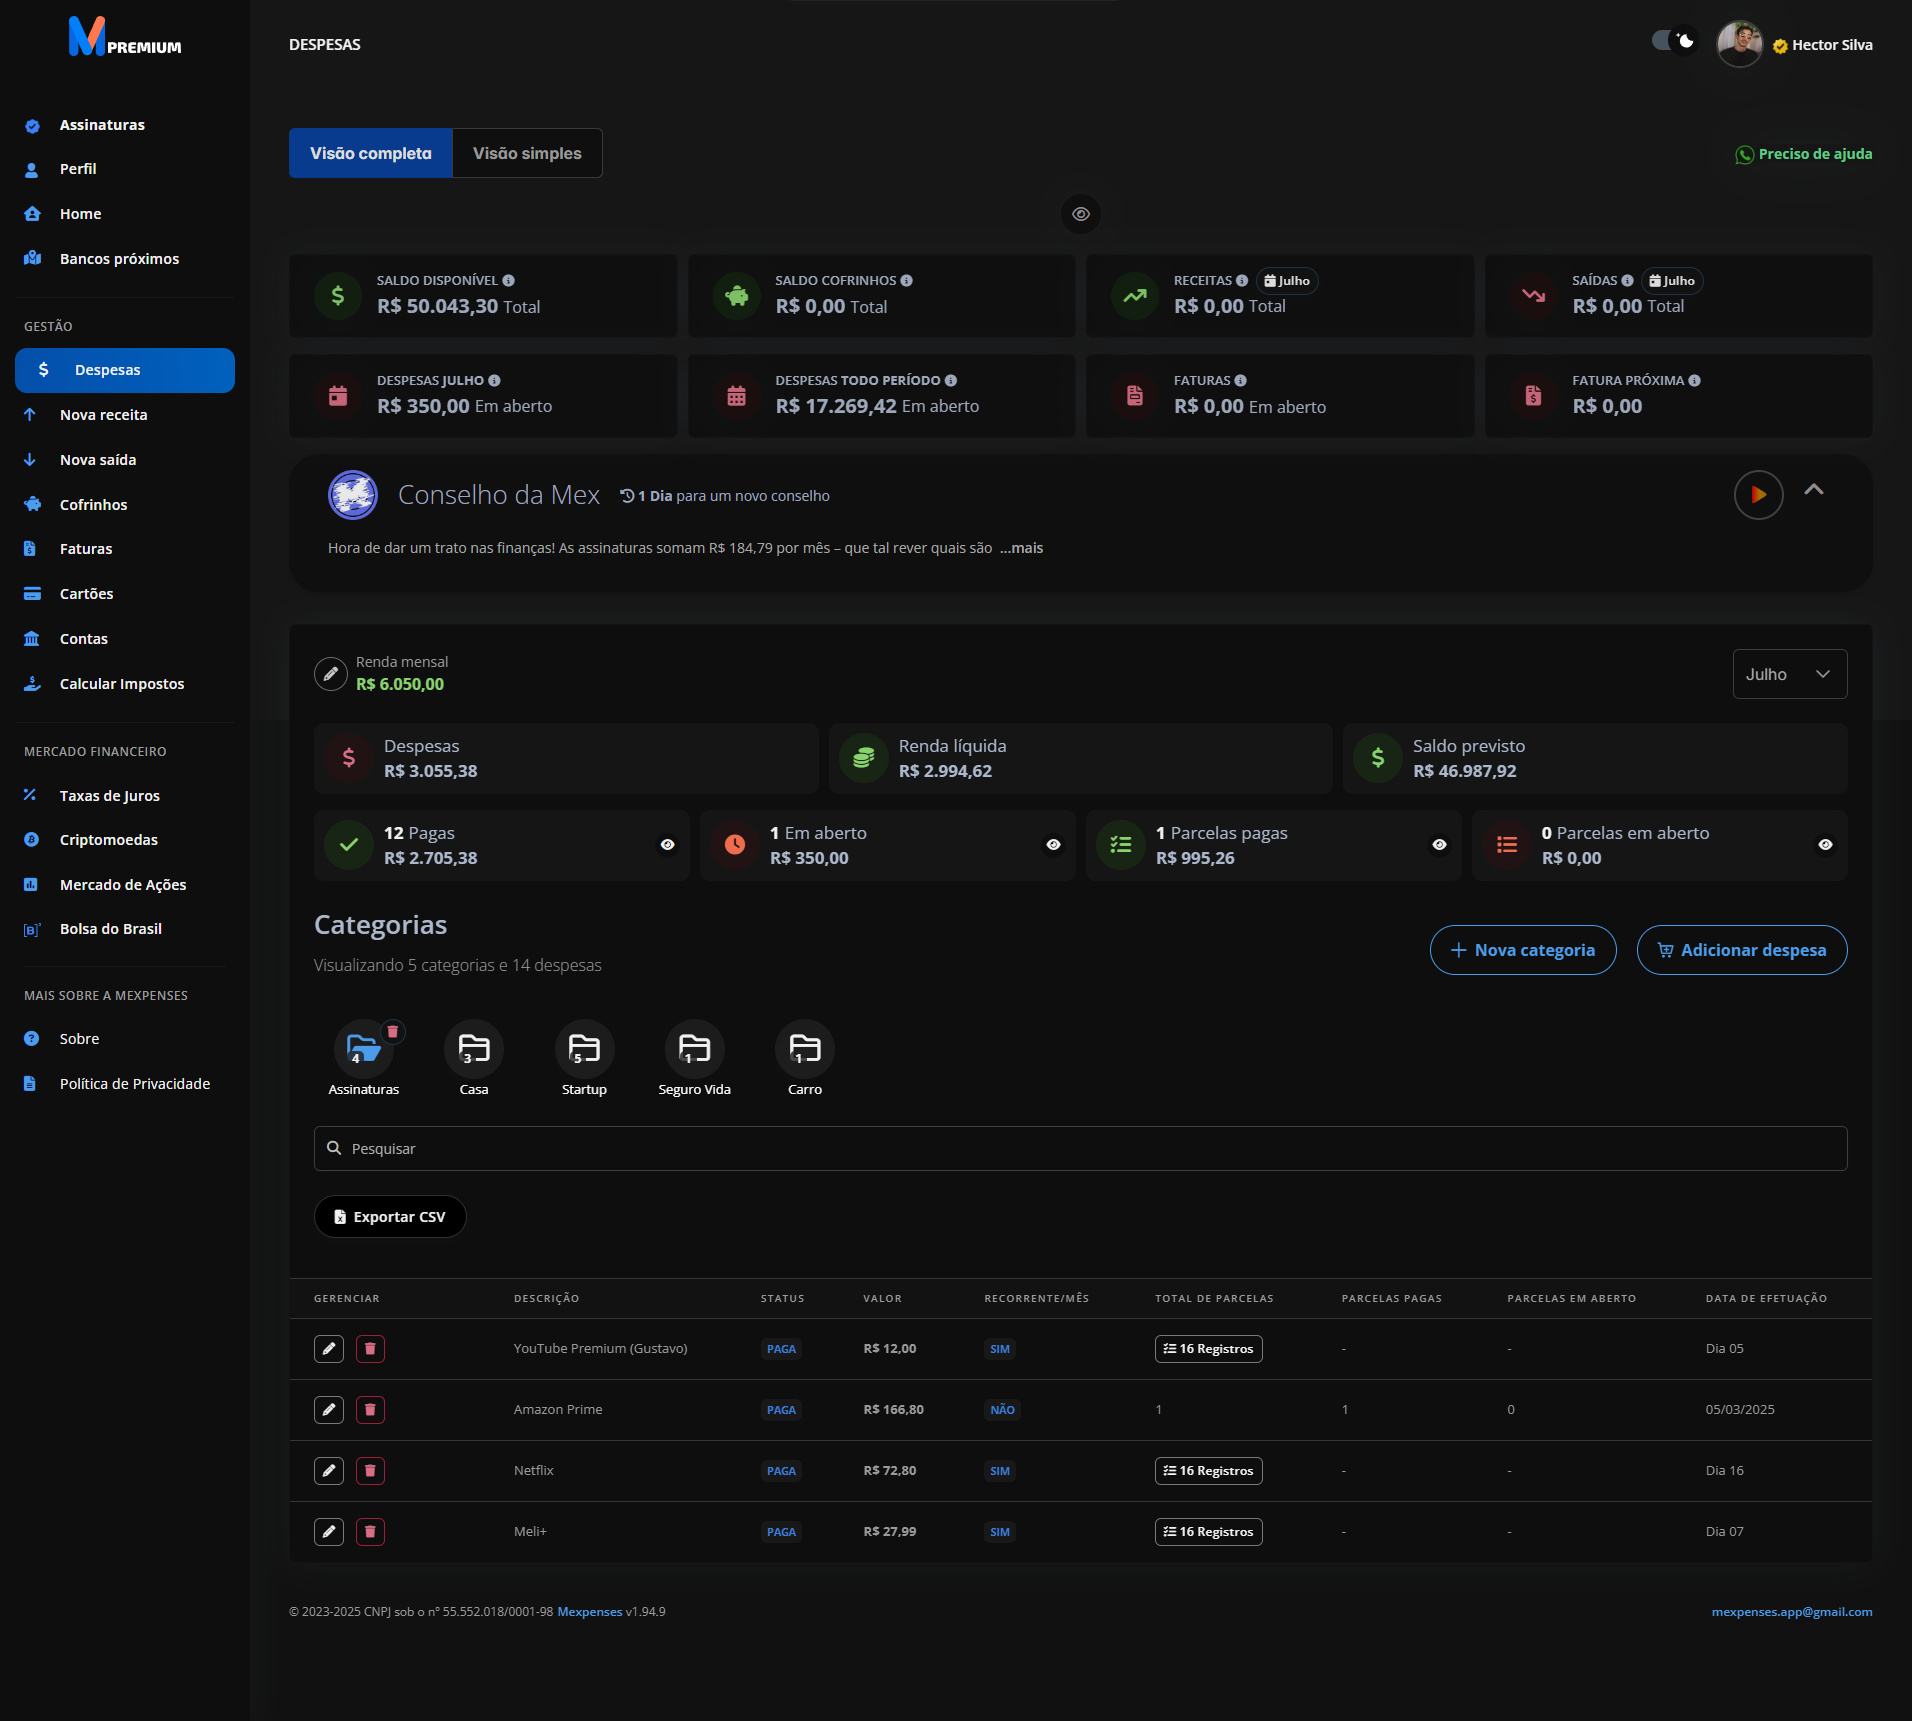 M PREMIUM
Assinaturas
Perfil
Home
Bancos próximos
GESTÃO
Despesas
Nova receita
Nova saída
Cofrinhos
Faturas
Cartões
Contas
Calcular Impostos
MERCADO FINANCEIRO
Taxas de Juros
Criptomoedas
Mercado de Ações
Bolsa do Brasil
MAIS SOBRE A MEXPENSES
Sobre
Política de Privacidade
DESPESAS
Hector Silva
Visão completa
Visão simples
Preciso de ajuda
SALDO DISPONÍVEL
R$ 50.043,30 Total
SALDO COFRINHOS
R$ 0,00 Total
RECEITAS Julho
R$ 0,00 Total
SAÍDAS Julho
R$ 0,00 Total
DESPESAS JULHO
R$ 350,00 Em aberto
DESPESAS TODO PERÍODO
R$ 17.269,42 Em aberto
FATURAS
R$ 0,00 Em aberto
FATURA PRÓXIMA
R$ 0,00
Conselho da Mex 1 Dia para um novo conselho
Hora de dar um trato nas finanças! As assinaturas somam R$ 184,79 por mês – que tal rever quais são ...mais
Renda mensal
R$ 6.050,00
Julho
Despesas
R$ 3.055,38
Renda líquida
R$ 2.994,62
Saldo previsto
R$ 46.987,92
12 Pagas
R$ 2.705,38
1 Em aberto
R$ 350,00
1 Parcelas pagas
R$ 995,26
0 Parcelas em aberto
R$ 0,00
Categorias
Visualizando 5 categorias e 14 despesas
Nova categoria
Adicionar despesa
4 3 5 1 1
Assinaturas Casa Startup Seguro Vida Carro
Pesquisar
Exportar CSV
GERENCIAR DESCRIÇÃO STATUS VALOR RECORRENTE/MÊS TOTAL DE PARCELAS PARCELAS PAGAS PARCELAS EM ABERTO DATA DE EFETUAÇÃO
YouTube Premium (Gustavo) PAGA R$ 12,00 SIM 16 Registros - - Dia 05
Amazon Prime PAGA R$ 166,80 NÃO 1 1 0 05/03/2025
Netflix PAGA R$ 72,80 SIM 16 Registros - - Dia 16
Meli+ PAGA R$ 27,99 SIM 16 Registros - - Dia 07
© 2023-2025 CNPJ sob o n° 55.552.018/0001-98 Mexpenses v1.94.9
mexpenses.app@gmail.com